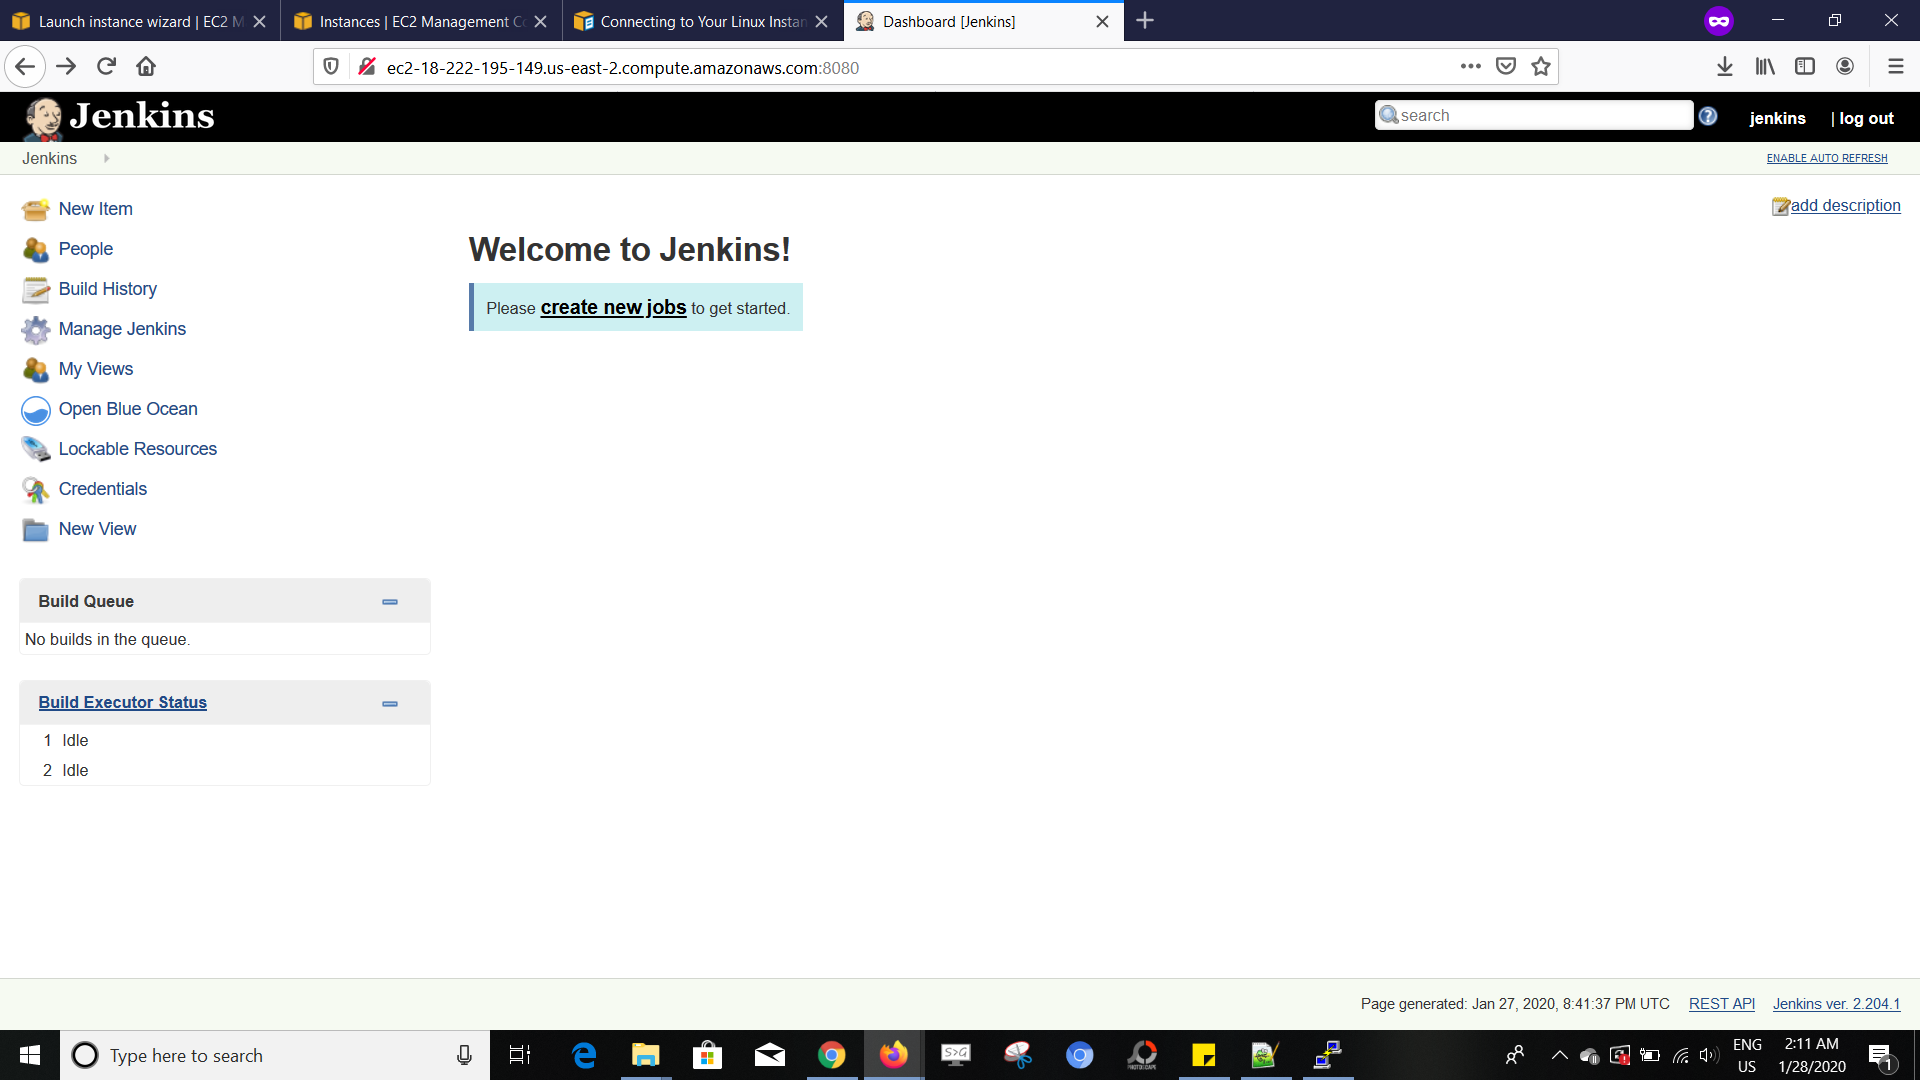 Launch instance wizard | EC2 M
Instances | EC2 Management Co
Connecting to Your Linux Instan
Dashboard [Jenkins]
ec2-18-222-195-149.us-east-2.compute.amazonaws.com:8080
Jenkins
search
jenkins
| log out
Jenkins
ENABLE AUTO REFRESH
New Item
People
Build History
Manage Jenkins
My Views
Open Blue Ocean
Lockable Resources
Credentials
New View
add description
Welcome to Jenkins!
Please create new jobs to get started.
Build Queue
No builds in the queue.
Build Executor Status
1 Idle
2 Idle
Page generated: Jan 27, 2020, 8:41:37 PM UTC
REST API
Jenkins ver. 2.204.1
Type here to search
S>G
PHOTOSCAPE
ENG
US
2:11 AM
1/28/2020
1